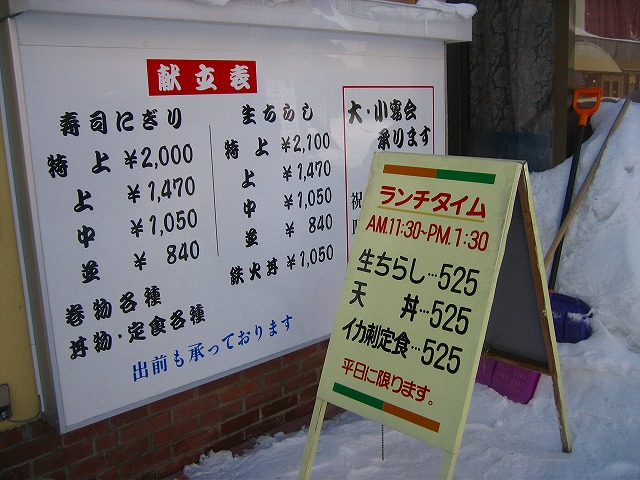 献立表
寿司にぎり
特上 ¥2,000
上 ¥1,470
中 ¥1,050
並 ¥ 840
生ちらし
特上 ¥2,100
上 ¥1,470
中 ¥1,050
並 ¥ 840
鉄火丼 ¥1,050
巻物各種
丼物・定食各種
出前も承っております
大・小宴会
承ります
祝
ランチタイム
AM.11:30~PM.1:30
生ちらし…525
天 丼…525
イカ刺定食…525
平日に限ります。